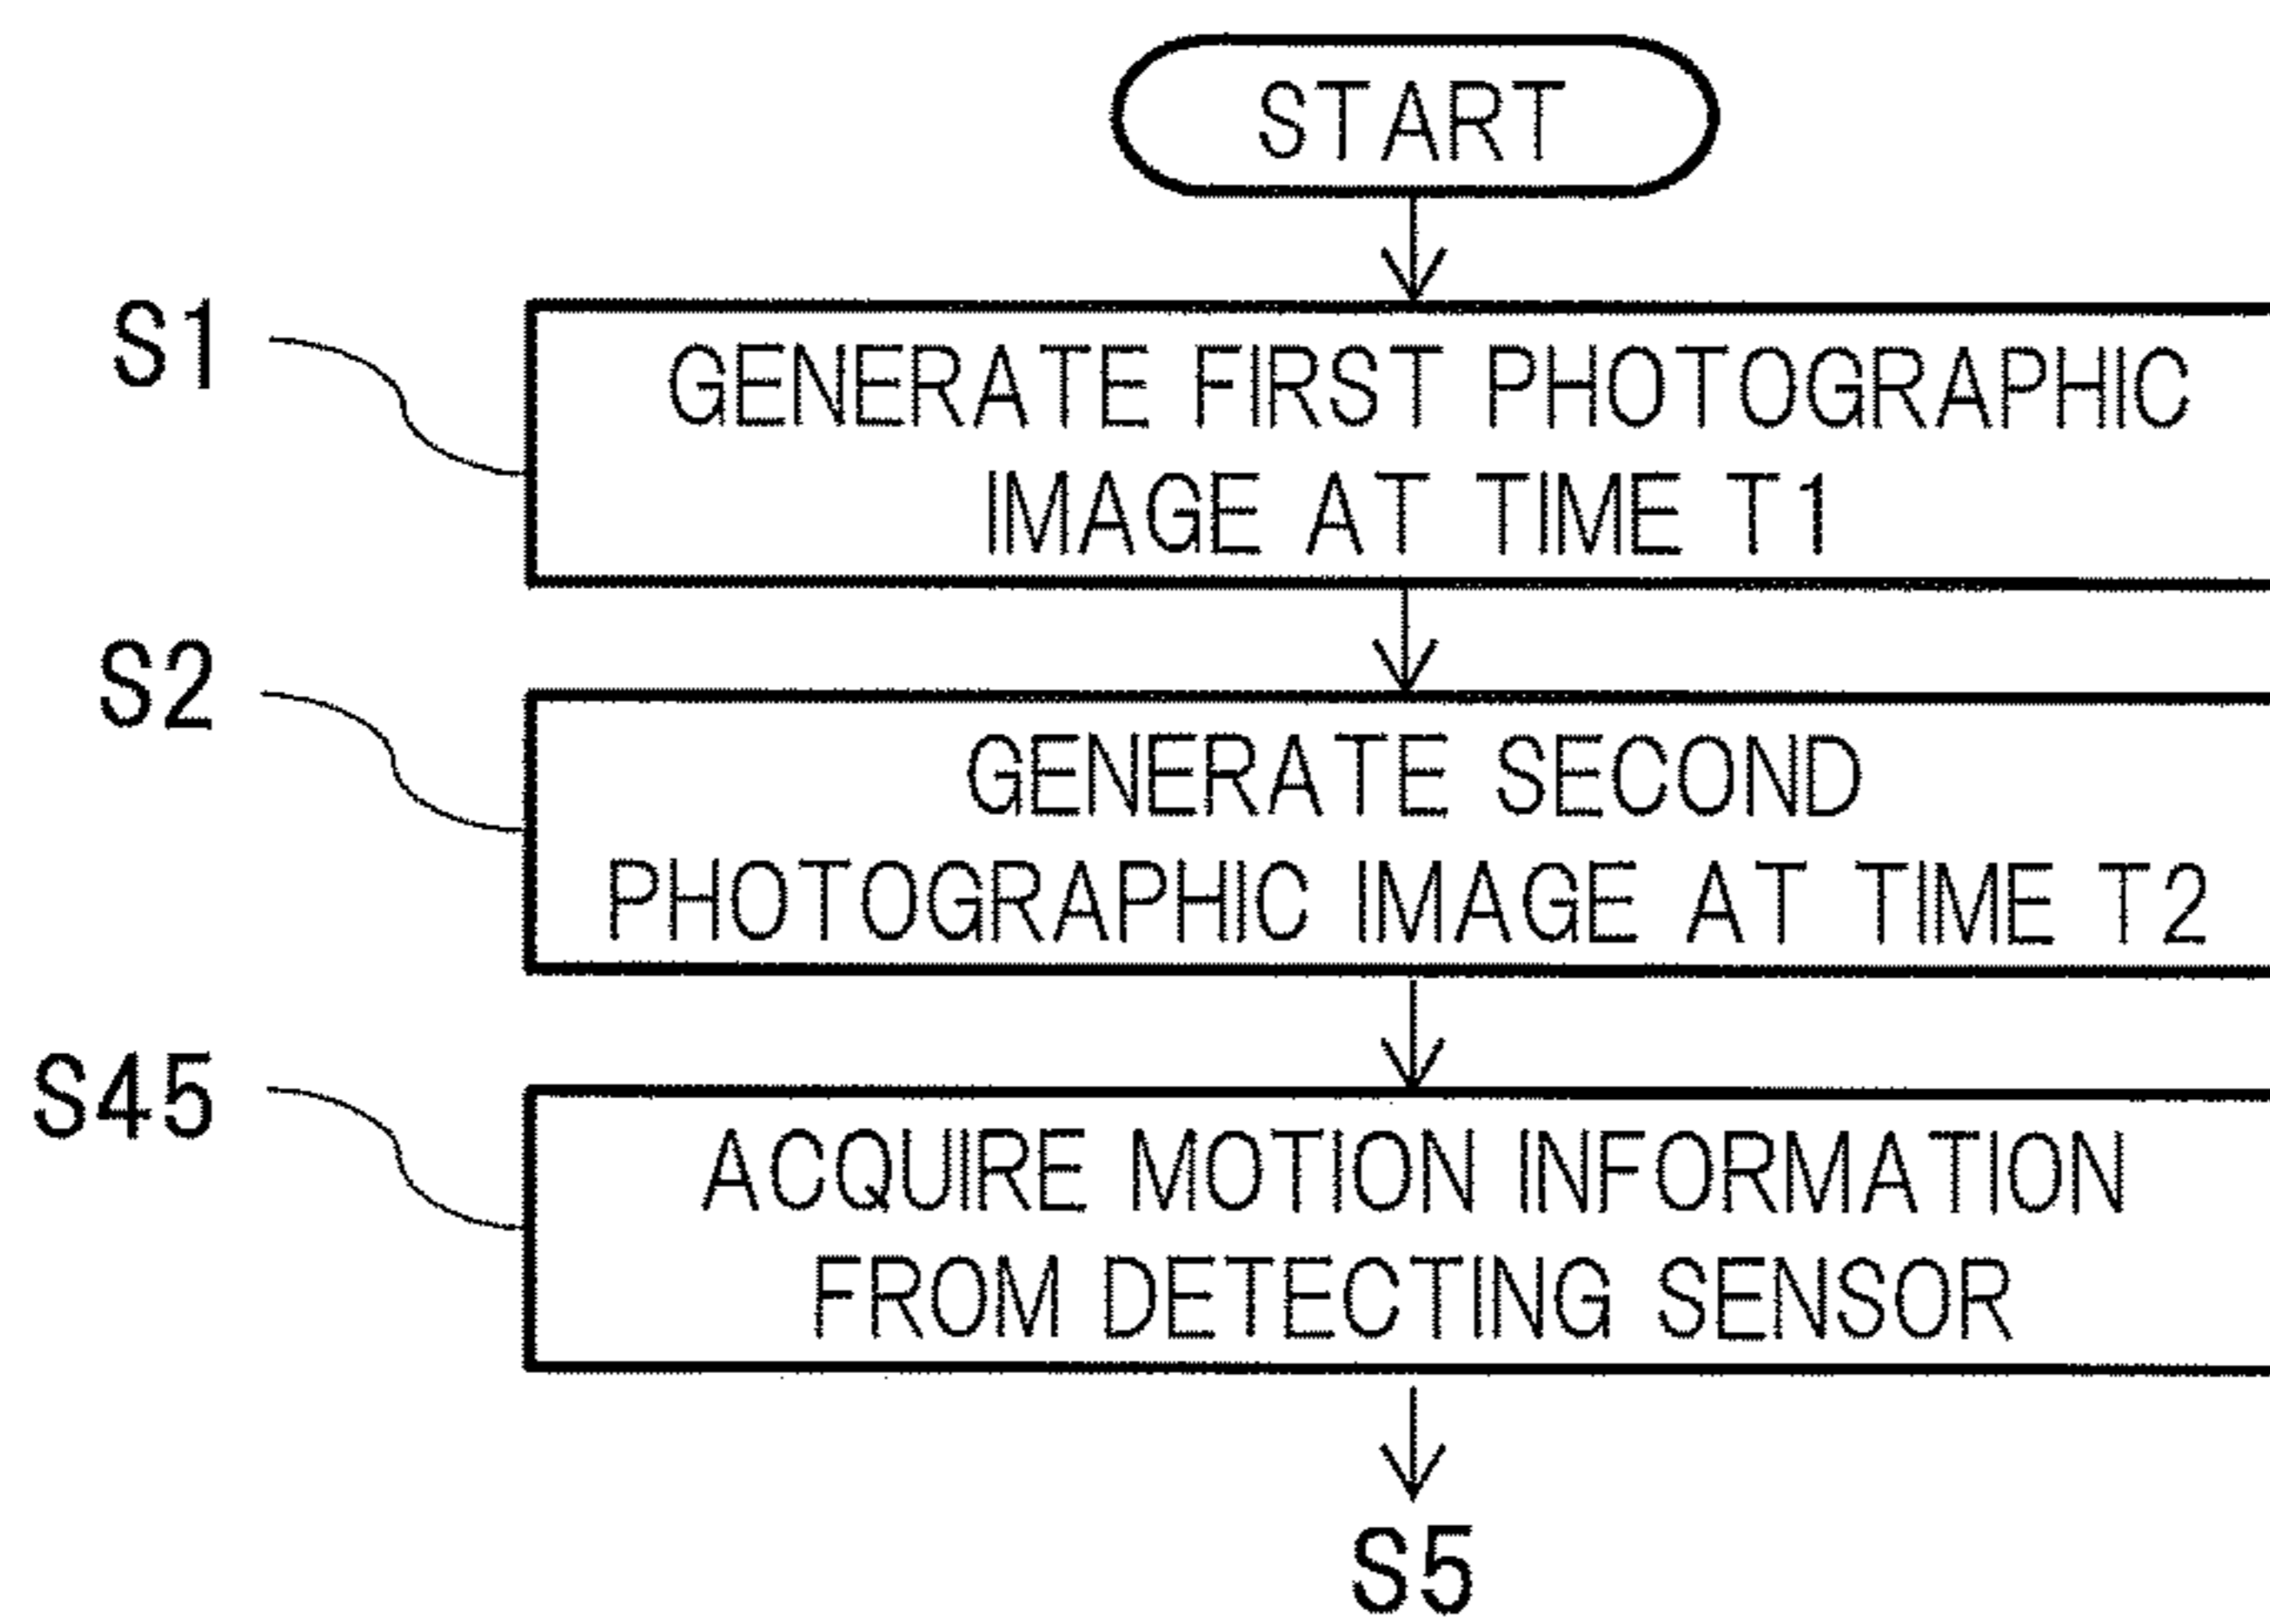 START
S1
GENERATE FIRST PHOTOGRAPHIC
IMAGE AT TIME T1
S2
GENERATE SECOND
PHOTOGRAPHIC IMAGE AT TIME T2
S45
ACQUIRE MOTION INFORMATION
FROM DETECTING SENSOR
S5